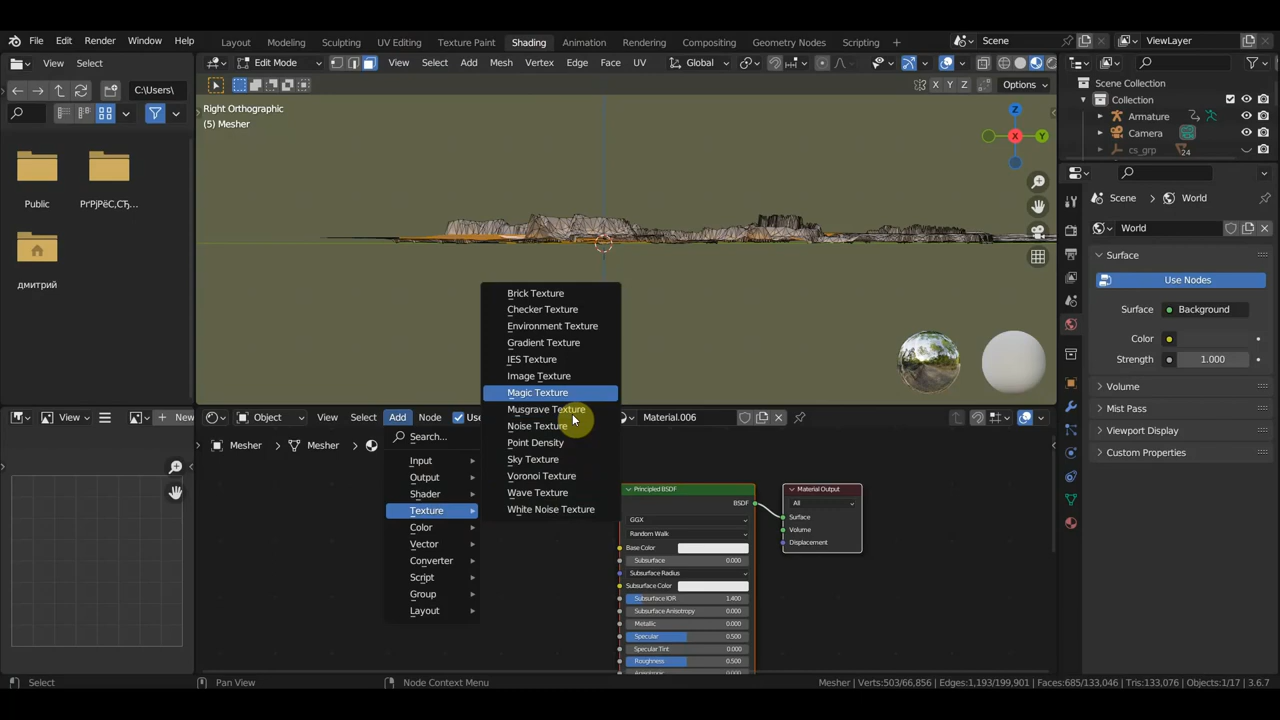 File Edit Render Window Help Layout Modeling Sculpting UV Editing Texture Paint Shading Animation Rendering Compositing Geometry Nodes Scripting Scene ViewLayer
View Select Edit Mode View Select Add Mesh Vertex Edge Face UV Global
C:\Users\ X Y Z Options
Right Orthographic
(5) Mesher
Z
X
Y
Public
дмитрий
Scene Collection
Collection
Armature
Camera
cs_grp
24
Scene World
World
Surface
Use Nodes
Surface Background
Color
Strength 1.000
Volume
Mist Pass
Viewport Display
Custom Properties
View New Object View Select Add Node Use Material.006
Mesher Mesher
Search...
Input
Output
Shader
Texture
Color
Vector
Converter
Script
Group
Layout
Brick Texture
Checker Texture
Environment Texture
Gradient Texture
IES Texture
Image Texture
Magic Texture
Musgrave Texture
Noise Texture
Point Density
Sky Texture
Voronoi Texture
Wave Texture
White Noise Texture
Principled BSDF
BSDF
GGX
Random Walk
Base Color
Subsurface 0.000
Subsurface Radius
Subsurface Color
Subsurface IOR 1.400
Subsurface Anisotropy 0.000
Metallic 0.000
Specular 0.500
Specular Tint 0.000
Roughness 0.500
Material Output
All
Surface
Volume
Displacement
Select Pan View Node Context Menu Mesher | Verts:503/66,856 | Edges:1,193/199,901 | Faces:685/133,046 | Tris:133,076 | Objects:1/17 | 3.6.7